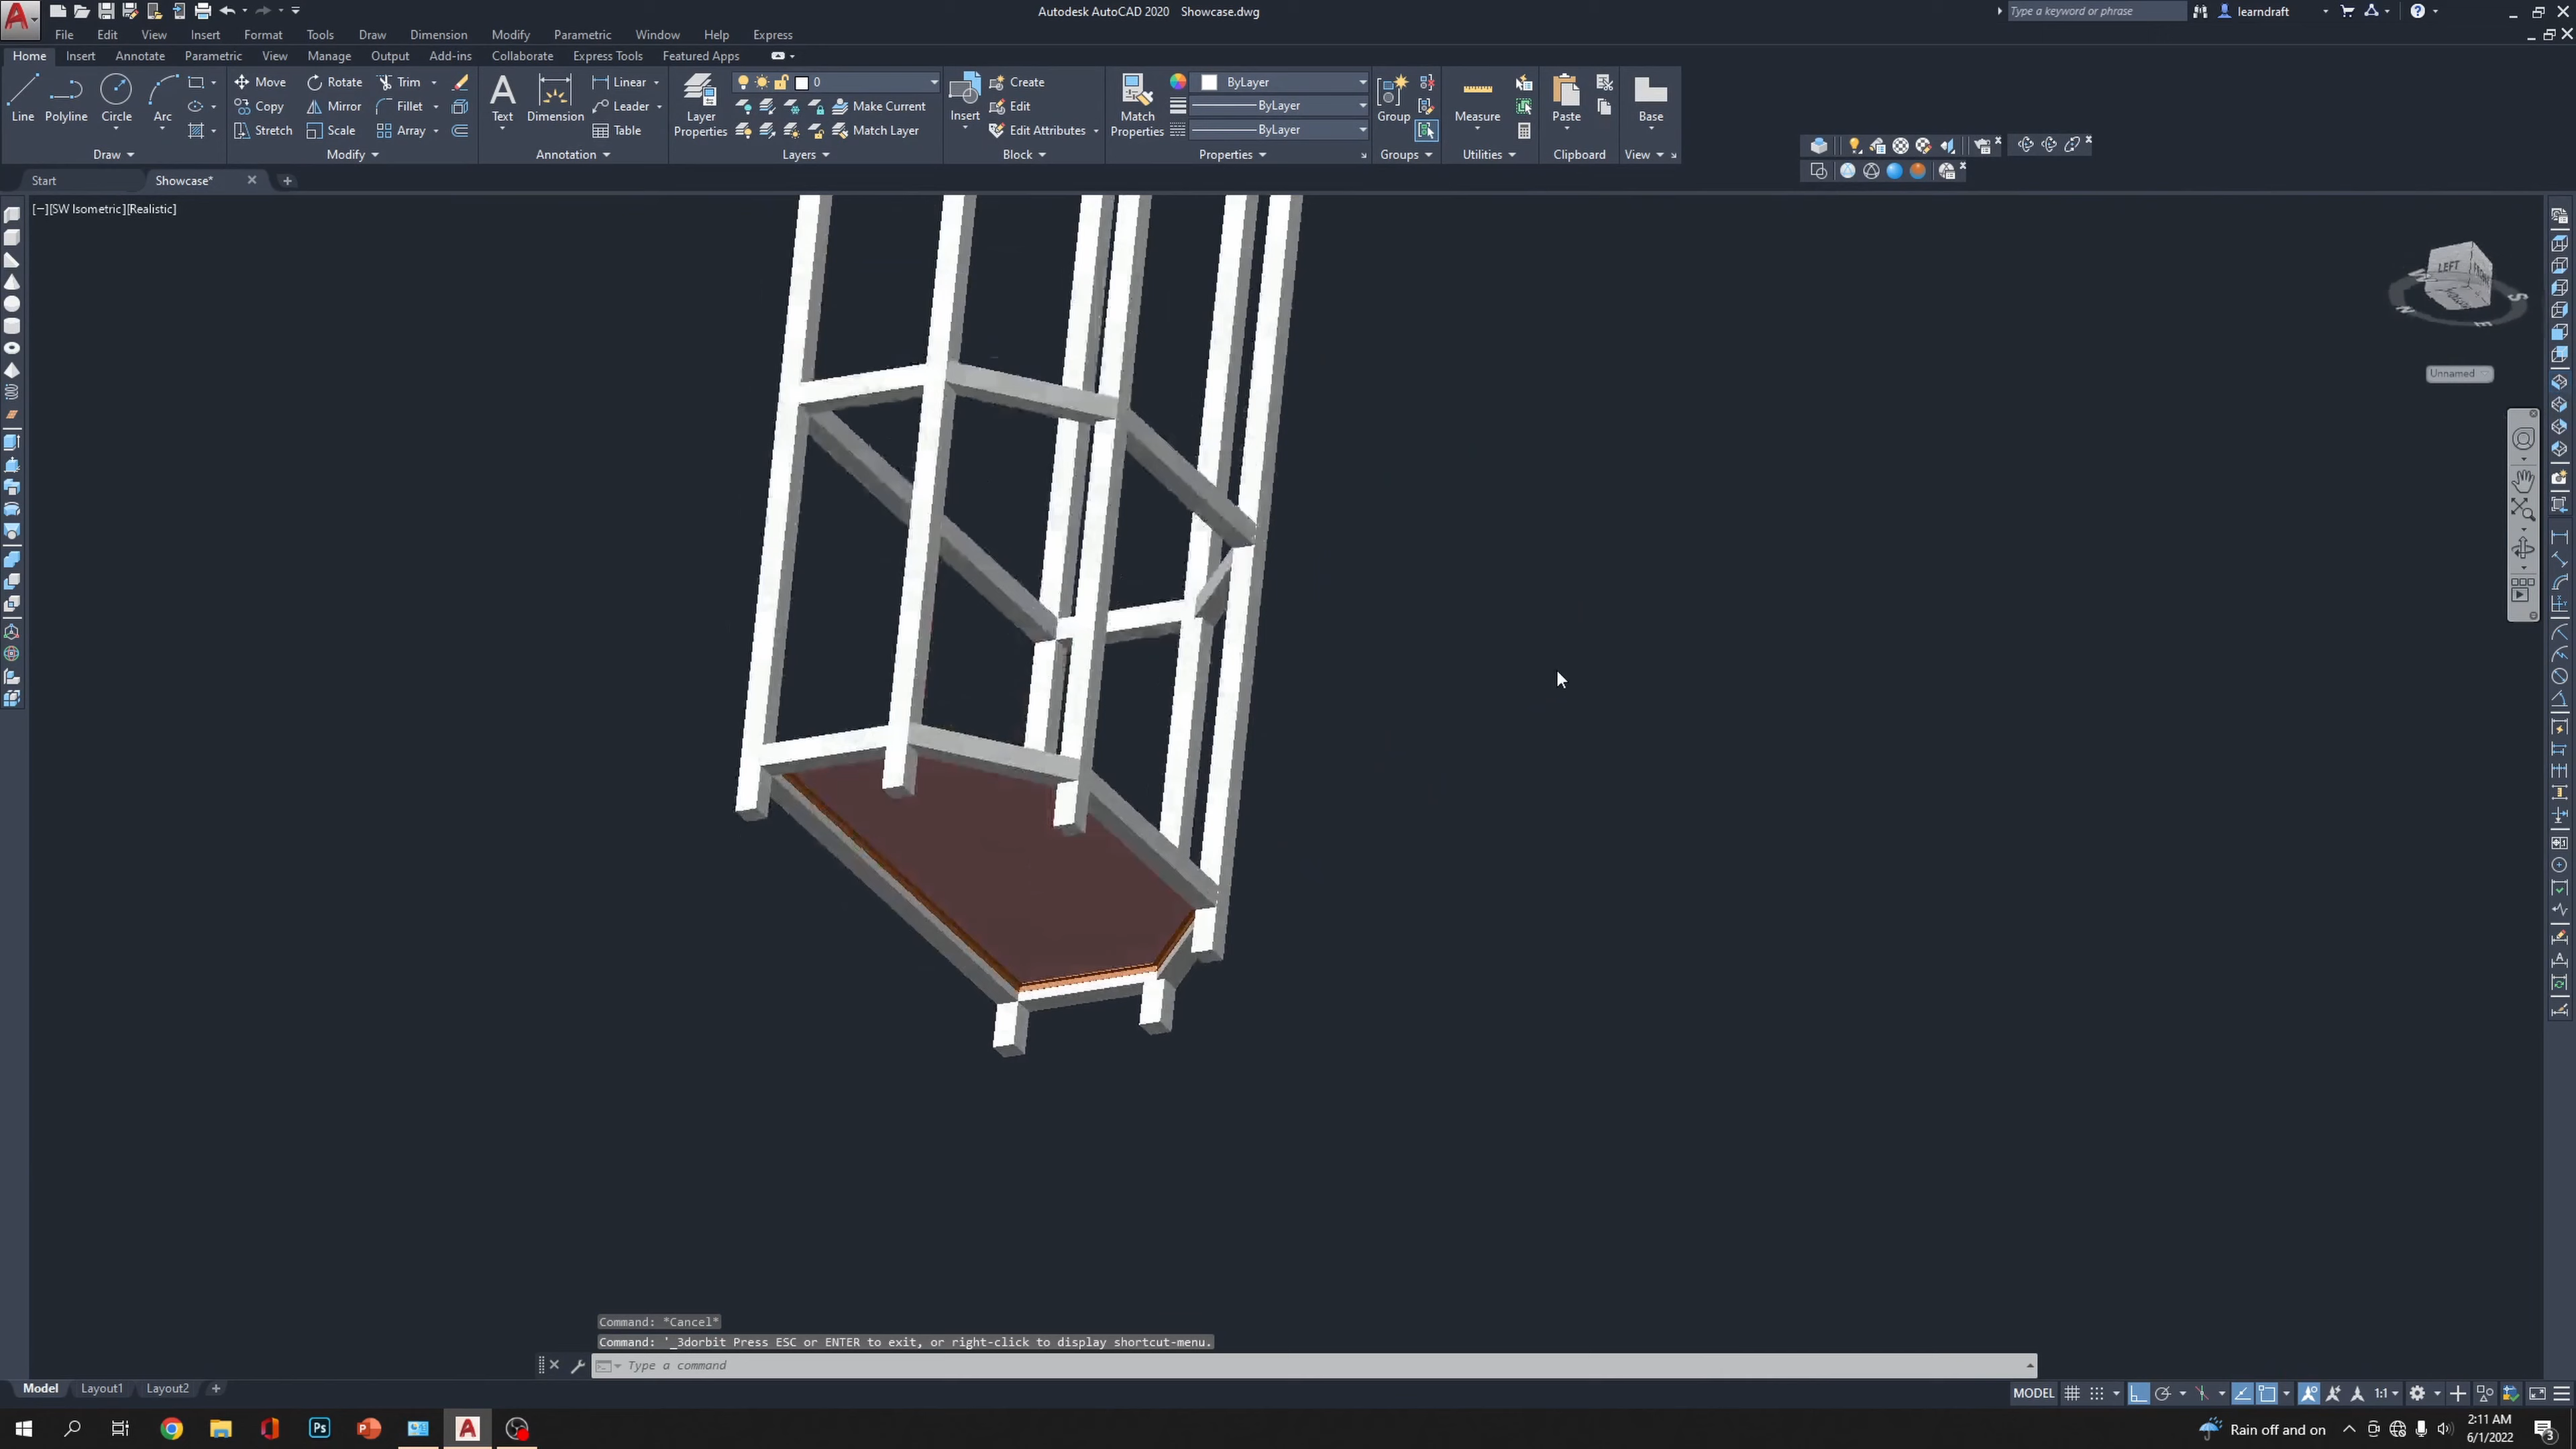 Autodesk AutoCAD 2020 Showcase.dwg
Type a keyword or phrase
learndraft
File Edit View Insert Format Tools Draw Dimension Modify Parametric Window Help Express
Home Insert Annotate Parametric View Manage Output Add-ins Collaborate Express Tools Featured Apps
Line Polyline Circle Arc
Move Rotate Trim
Copy Mirror Fillet
Stretch Scale Array
Text Dimension
Linear
Leader
Table
Layer Properties
0
Make Current
Match Layer
Insert
Create
Edit
Edit Attributes
Match Properties
ByLayer
ByLayer
ByLayer
Group
Measure
Paste
Base
Draw Modify Annotation Layers Block Properties Groups Utilities Clipboard View
Start Showcase*
[−][SW Isometric][Realistic]
LEFT FRONT
N S E
Unnamed
Command: *Cancel*
Command: '_3dorbit Press ESC or ENTER to exit, or right-click to display shortcut-menu.
Type a command
Model Layout1 Layout2
MODEL
1:1
Rain off and on
2:11 AM
6/1/2022
3